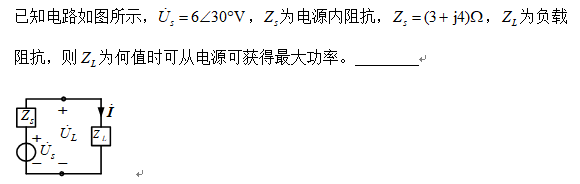 已知电路如图所示，U̇s = 6∠30°V，Zs为电源内阻抗，Zs = (3 + j4)Ω，ZL为负载
阻抗，则ZL为何值时可从电源可获得最大功率。________
Zs + İ
+ U̇L ZL
U̇s
− −